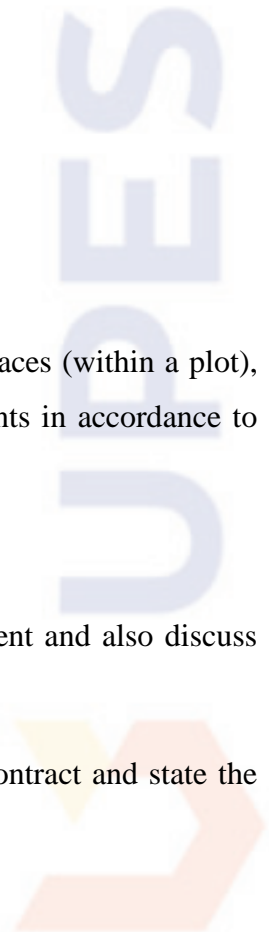 UPES
aces (within a plot),
nts in accordance to
ent and also discuss
ontract and state the